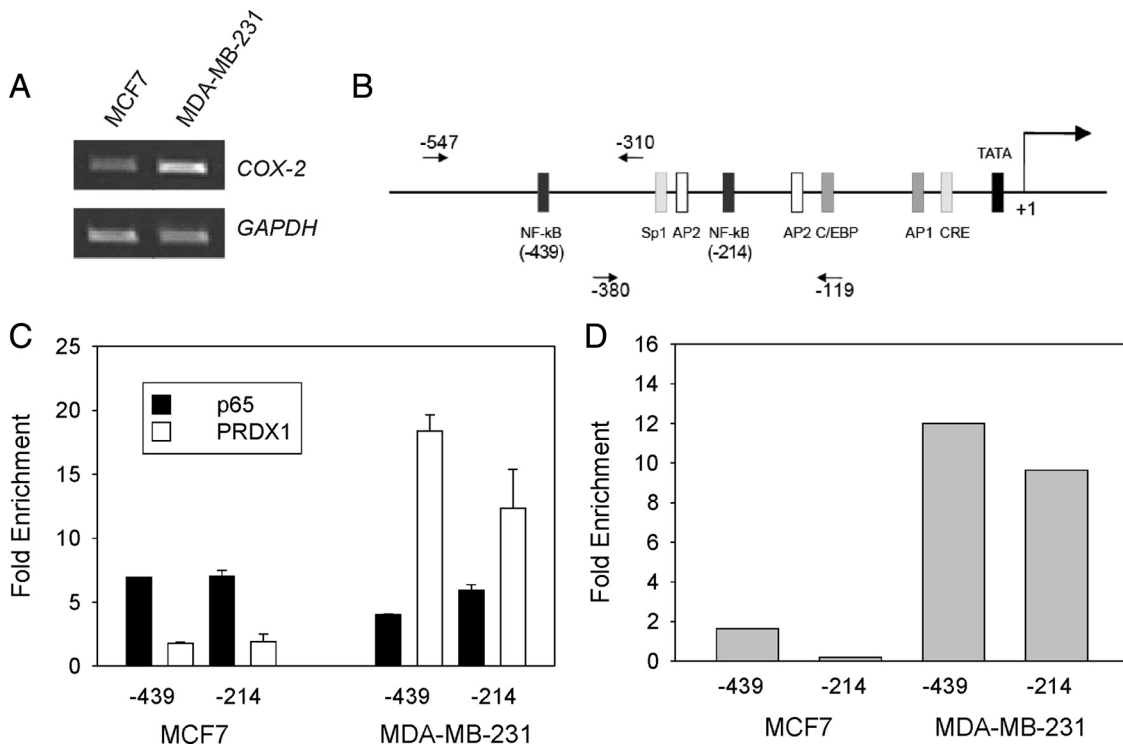 A
MCF7
MDA-MB-231
COX-2
GAPDH
B
-547
-310
TATA
+1
NF-kB
(-439)
Sp1
AP2
NF-kB
(-214)
AP2
C/EBP
AP1
CRE
-380
-119
C
Fold Enrichment
25
20
15
10
5
0
p65
PRDX1
-439
-214
-439
-214
MCF7
MDA-MB-231
D
Fold Enrichment
16
14
12
10
8
6
4
2
0
-439
-214
-439
-214
MCF7
MDA-MB-231